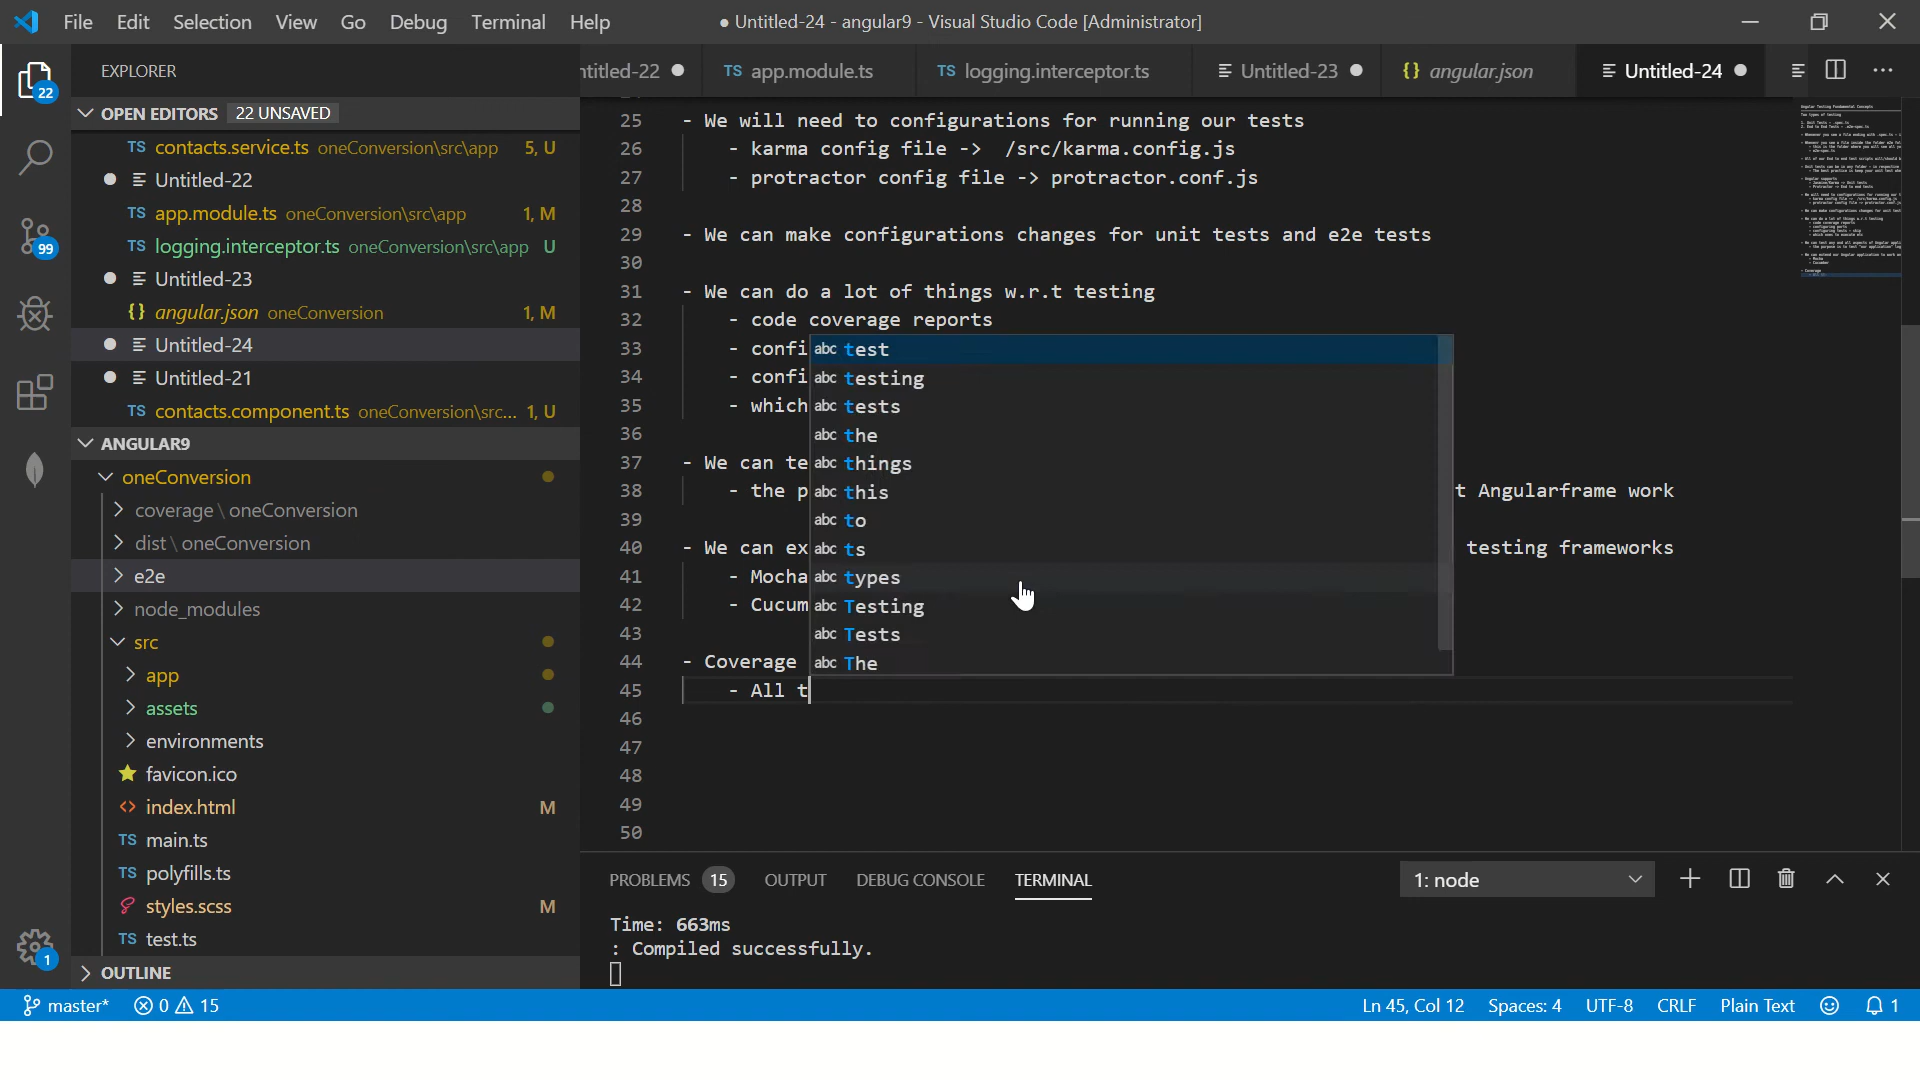 File Edit Selection View Go Debug Terminal Help
● Untitled-24 - angular9 - Visual Studio Code [Administrator]
EXPLORER
ntitled-22
TS app.module.ts
TS logging.interceptor.ts
Untitled-23
{} angular.json
Untitled-24
22
99
1
OPEN EDITORS 22 UNSAVED
TS contacts.service.ts oneConversion\src\app 5, U
Untitled-22
TS app.module.ts oneConversion\src\app 1, M
TS logging.interceptor.ts oneConversion\src\app U
Untitled-23
{} angular.json oneConversion 1, M
Untitled-24
Untitled-21
TS contacts.component.ts oneConversion\src... 1, U
ANGULAR9
oneConversion
coverage \ oneConversion
dist \ oneConversion
e2e
node_modules
src
app
assets
environments
favicon.ico
<> index.html M
TS main.ts
TS polyfills.ts
styles.scss M
TS test.ts
OUTLINE
25 - We will need to configurations for running our tests
26 - karma config file -> /src/karma.config.js
27 - protractor config file -> protractor.conf.js
28
29 - We can make configurations changes for unit tests and e2e tests
30
31 - We can do a lot of things w.r.t testing
32 - code coverage reports
33 - confi
34 - confi
35 - which
36
37 - We can te
38 - the p t Angularframe work
39
40 - We can ex testing frameworks
41 - Mocha
42 - Cucum
43
44 - Coverage
45 - All t
46
47
48
49
50
abc test
abc testing
abc tests
abc the
abc things
abc this
abc to
abc ts
abc types
abc Testing
abc Tests
abc The
PROBLEMS 15 OUTPUT DEBUG CONSOLE TERMINAL
1: node
Time: 663ms
: Compiled successfully.
master* 0 15
Ln 45, Col 12 Spaces: 4 UTF-8 CRLF Plain Text 1